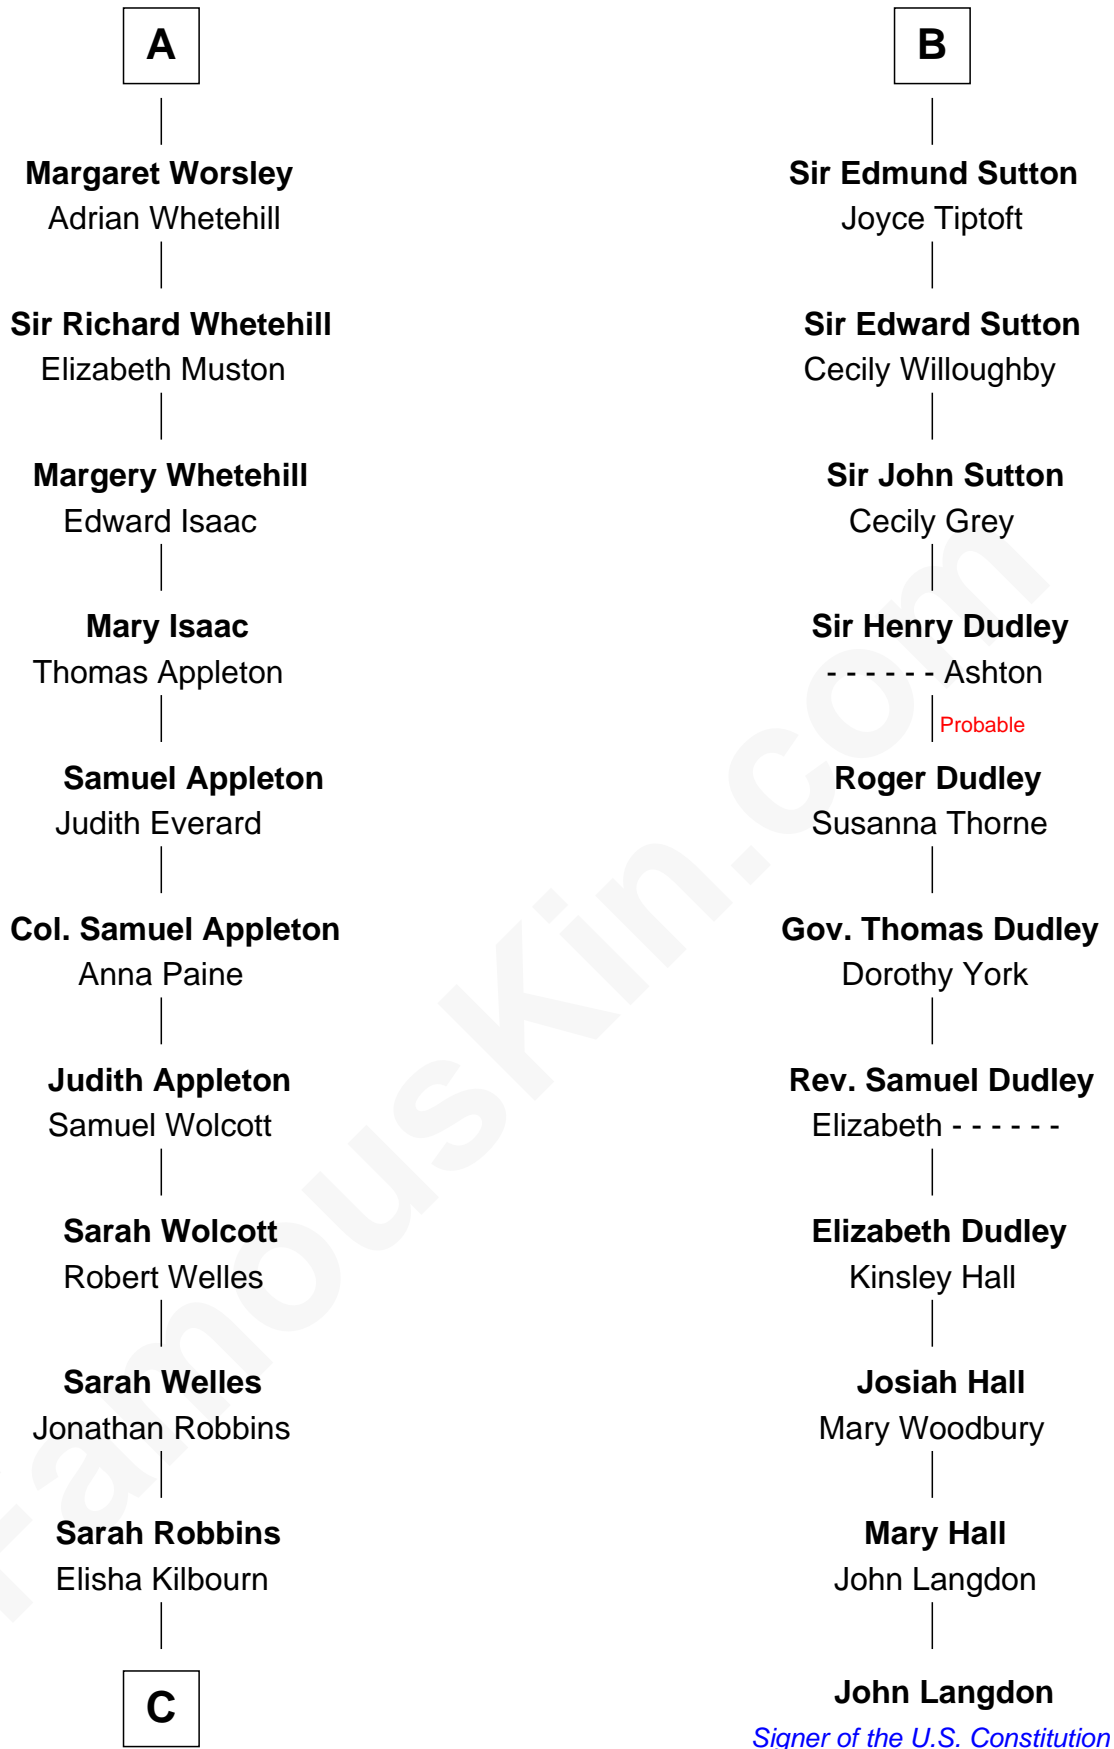 A
Margaret Worsley
Adrian Whetehill
Sir Richard Whetehill
Elizabeth Muston
Margery Whetehill
Edward Isaac
Mary Isaac
Thomas Appleton
Samuel Appleton
Judith Everard
Col. Samuel Appleton
Anna Paine
Judith Appleton
Samuel Wolcott
Sarah Wolcott
Robert Welles
Sarah Welles
Jonathan Robbins
Sarah Robbins
Elisha Kilbourn
C
B
Sir Edmund Sutton
Joyce Tiptoft
Sir Edward Sutton
Cecily Willoughby
Sir John Sutton
Cecily Grey
Sir Henry Dudley
- - - - - - Ashton
Probable
Roger Dudley
Susanna Thorne
Gov. Thomas Dudley
Dorothy York
Rev. Samuel Dudley
Elizabeth - - - - - -
Elizabeth Dudley
Kinsley Hall
Josiah Hall
Mary Woodbury
Mary Hall
John Langdon
John Langdon
Signer of the U.S. Constitution
FamousKin.com